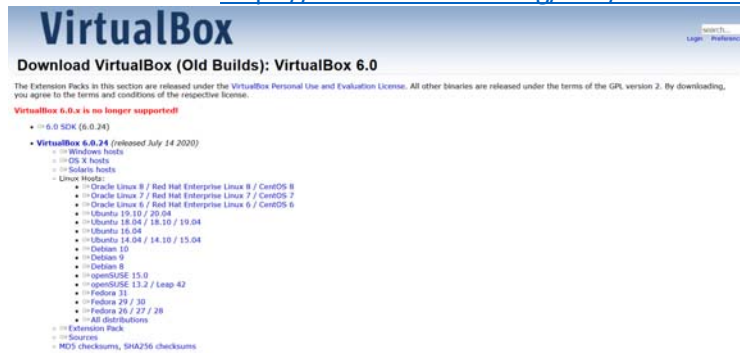 VirtualBox
search...
Login Preferences
Download VirtualBox (Old Builds): VirtualBox 6.0
The Extension Packs in this section are released under the VirtualBox Personal Use and Evaluation License. All other binaries are released under the terms of the GPL version 2. By downloading,
you agree to the terms and conditions of the respective license.
VirtualBox 6.0.x is no longer supported!
6.0 SDK (6.0.24)
VirtualBox 6.0.24 (released July 14 2020)
Windows hosts
OS X hosts
Solaris hosts
Linux Hosts:
Oracle Linux 8 / Red Hat Enterprise Linux 8 / CentOS 8
Oracle Linux 7 / Red Hat Enterprise Linux 7 / CentOS 7
Oracle Linux 6 / Red Hat Enterprise Linux 6 / CentOS 6
Ubuntu 19.10 / 20.04
Ubuntu 18.04 / 18.10 / 19.04
Ubuntu 16.04
Ubuntu 14.04 / 14.10 / 15.04
Debian 10
Debian 9
Debian 8
openSUSE 15.0
openSUSE 13.2 / Leap 42
Fedora 31
Fedora 29 / 30
Fedora 26 / 27 / 28
All distributions
Extension Pack
Sources
MD5 checksums, SHA256 checksums